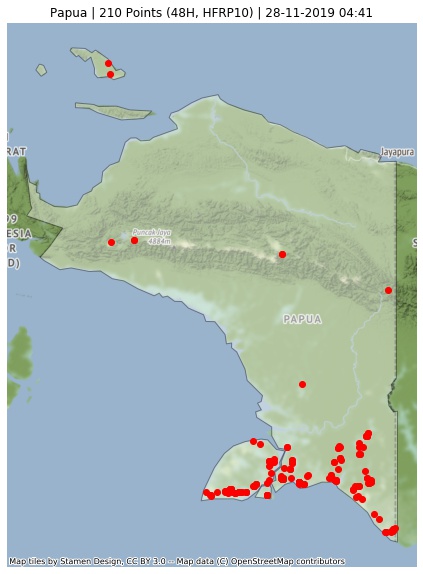 Papua | 210 Points (48H, HFRP10) | 28-11-2019 04:41
RAT
Jayapura
Puncak Jaya
4884m
ESIA
R
D)
S
PAPUA
Map tiles by Stamen Design, CC BY 3.0 -- Map data (C) OpenStreetMap contributors